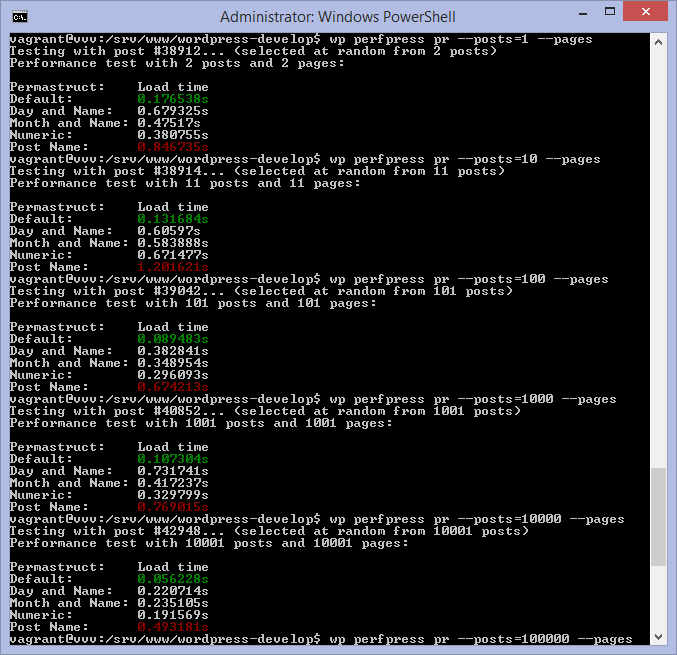 Administrator: Windows PowerShell
vagrant@vvv:/srv/www/wordpress-develop$ wp perfpress pr --posts=1 --pages
Testing with post #38912... (selected at random from 2 posts)
Performance test with 2 posts and 2 pages:
Permastruct: Load time
Default: 0.176538s
Day and Name: 0.679325s
Month and Name: 0.47517s
Numeric: 0.380755s
Post Name: 0.846735s
vagrant@vvv:/srv/www/wordpress-develop$ wp perfpress pr --posts=10 --pages
Testing with post #38914... (selected at random from 11 posts)
Performance test with 11 posts and 11 pages:
Permastruct: Load time
Default: 0.131684s
Day and Name: 0.60597s
Month and Name: 0.583888s
Numeric: 0.671477s
Post Name: 1.201621s
vagrant@vvv:/srv/www/wordpress-develop$ wp perfpress pr --posts=100 --pages
Testing with post #39042... (selected at random from 101 posts)
Performance test with 101 posts and 101 pages:
Permastruct: Load time
Default: 0.089483s
Day and Name: 0.382841s
Month and Name: 0.348954s
Numeric: 0.296093s
Post Name: 0.674213s
vagrant@vvv:/srv/www/wordpress-develop$ wp perfpress pr --posts=1000 --pages
Testing with post #40852... (selected at random from 1001 posts)
Performance test with 1001 posts and 1001 pages:
Permastruct: Load time
Default: 0.107304s
Day and Name: 0.731741s
Month and Name: 0.417237s
Numeric: 0.329799s
Post Name: 0.769015s
vagrant@vvv:/srv/www/wordpress-develop$ wp perfpress pr --posts=10000 --pages
Testing with post #42948... (selected at random from 10001 posts)
Performance test with 10001 posts and 10001 pages:
Permastruct: Load time
Default: 0.056228s
Day and Name: 0.220714s
Month and Name: 0.235105s
Numeric: 0.191569s
Post Name: 0.493181s
vagrant@vvv:/srv/www/wordpress-develop$ wp perfpress pr --posts=100000 --pages